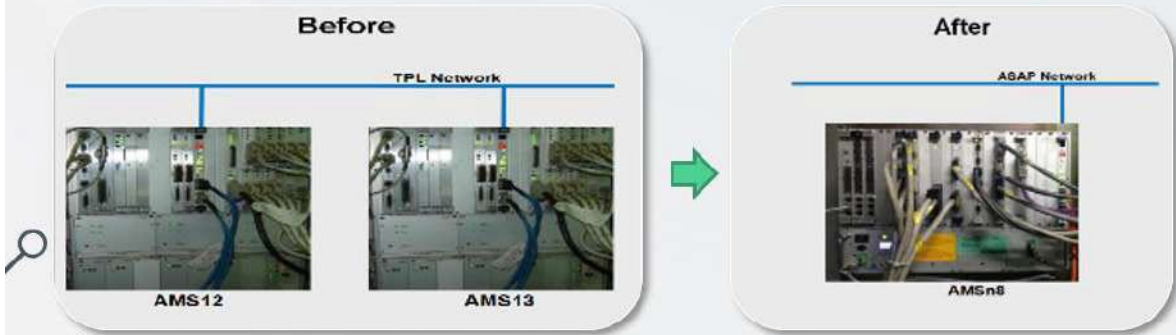 Before
TPL Network
AMS12
AMS13
After
ASAP Network
AMSn8